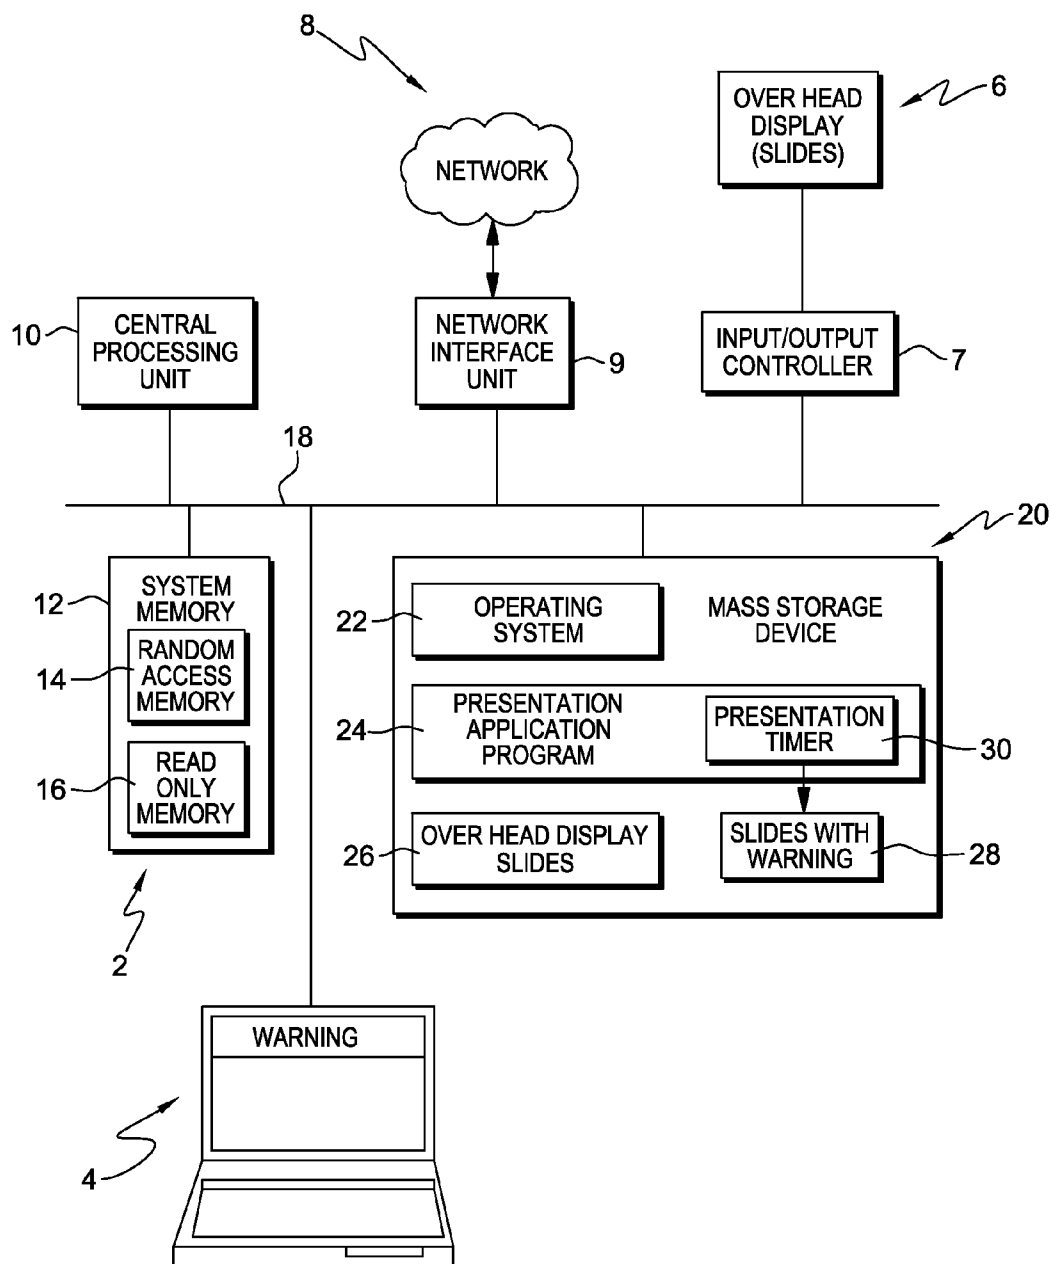 8
OVER HEAD
DISPLAY
(SLIDES)
6
NETWORK
10
CENTRAL
PROCESSING
UNIT
NETWORK
INTERFACE
UNIT
9
INPUT/OUTPUT
CONTROLLER
7
18
20
12
SYSTEM
MEMORY
14
RANDOM
ACCESS
MEMORY
16
READ
ONLY
MEMORY
2
22
OPERATING
SYSTEM
MASS STORAGE
DEVICE
24
PRESENTATION
APPLICATION
PROGRAM
PRESENTATION
TIMER
30
26
OVER HEAD DISPLAY
SLIDES
SLIDES WITH
WARNING
28
WARNING
4